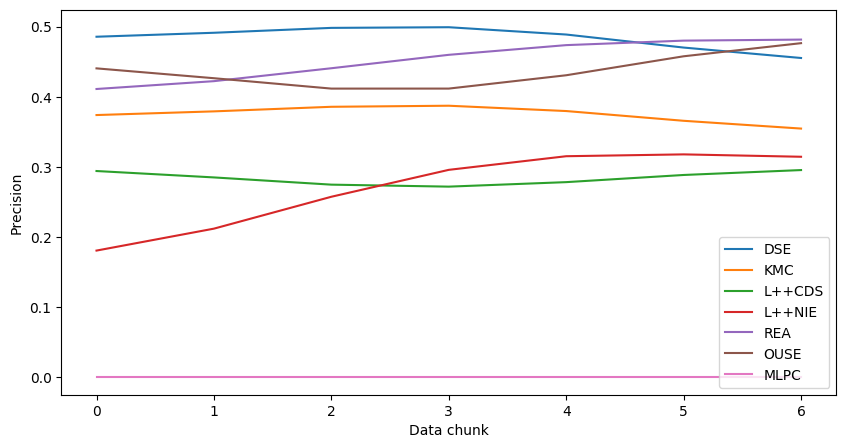 0.5
0.4
0.3
0.2
0.1
0.0
Precision
0 1 2 3 4 5 6
Data chunk
DSE
KMC
L++CDS
L++NIE
REA
OUSE
MLPC